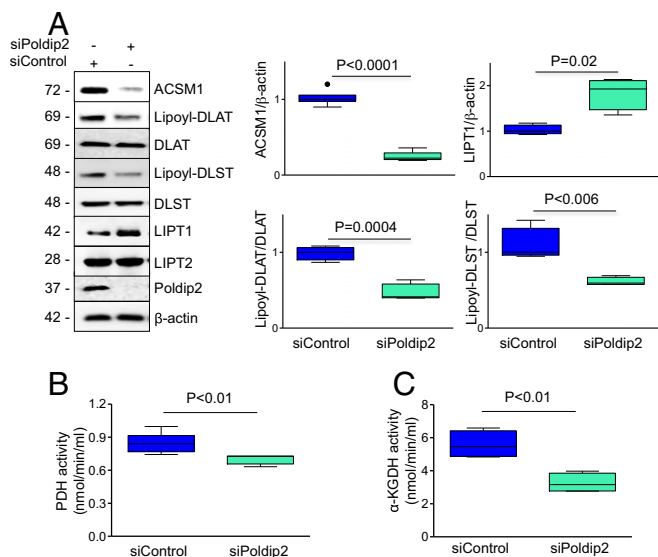 A
siPoldip2 - +
siControl + -
72 - ACSM1
69 - Lipoyl-DLAT
69 - DLAT
48 - Lipoyl-DLST
48 - DLST
42 - LIPT1
28 - LIPT2
37 - Poldip2
42 - β-actin
P<0.0001
ACSM1/β-actin
1
0
P=0.02
LIPT1/β-actin
2
1
0
P=0.0004
Lipoyl-DLAT/DLAT
1
0
siControl siPoldip2
P<0.006
Lipoyl-DLST/DLST
1
0
siControl siPoldip2
B
P<0.01
PDH activity
(nmol/min/ml)
1.2
0.9
0.6
0.3
0
siControl siPoldip2
C
P<0.01
α-KGDH activity
(nmol/min/ml)
8
6
4
2
0
siControl siPoldip2